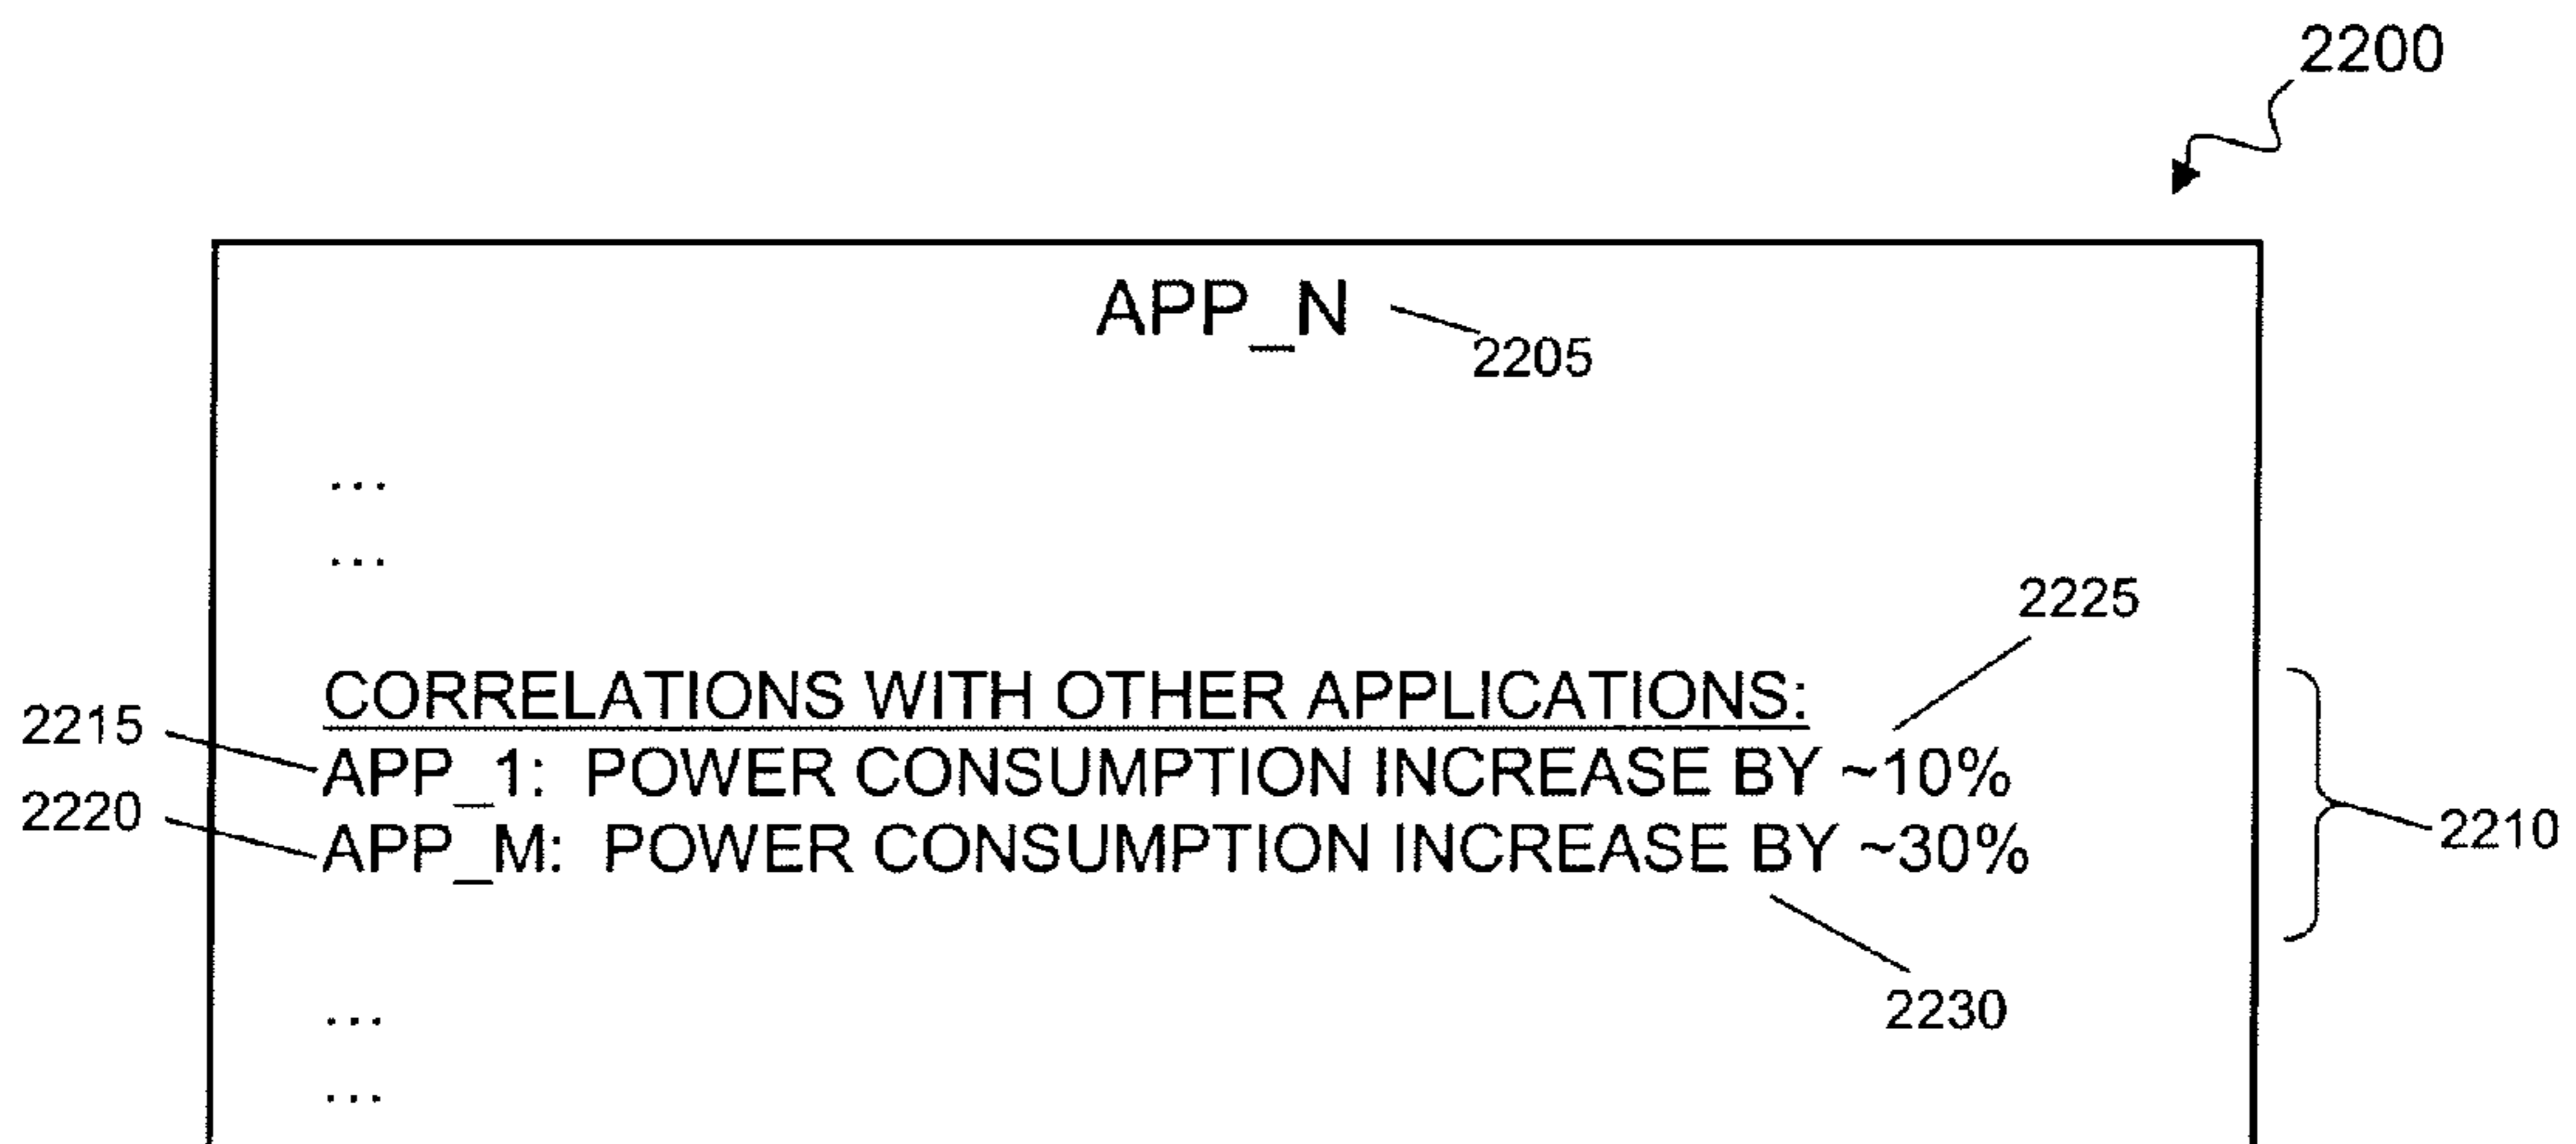 2200
APP_N
2205
...
...
2225
CORRELATIONS WITH OTHER APPLICATIONS:
2215
APP_1: POWER CONSUMPTION INCREASE BY ~10%
2220
APP_M: POWER CONSUMPTION INCREASE BY ~30%
2210
2230
...
...